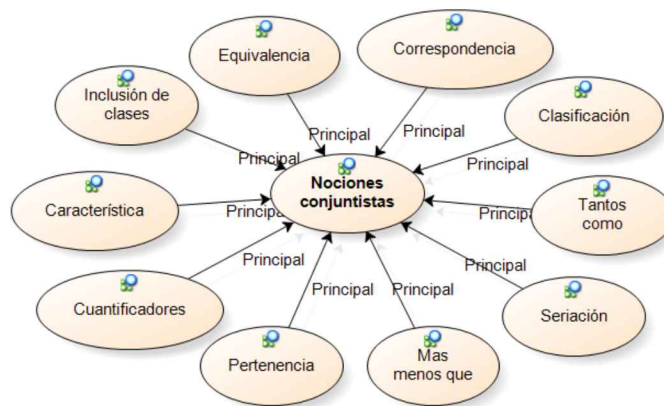 Equivalencia
Correspondencia
Inclusión de
clases
Clasificación
Principal
Principal
Principal
Principal
Nociones
conjuntistas
Característica
Principal
Principal
Tantos
como
Principal
Principal
Cuantificadores
Principal
Principal
Seriación
Pertenencia
Mas
menos que